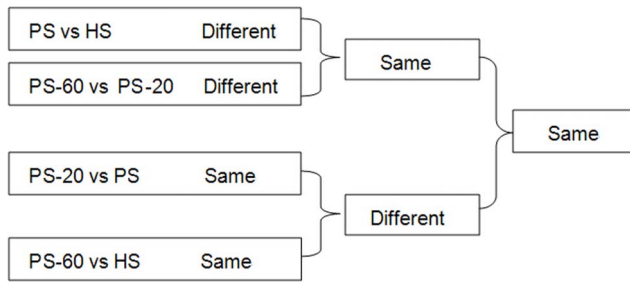 PS vs HS Different
Same
PS-60 vs PS-20 Different
Same
PS-20 vs PS Same
Different
PS-60 vs HS Same